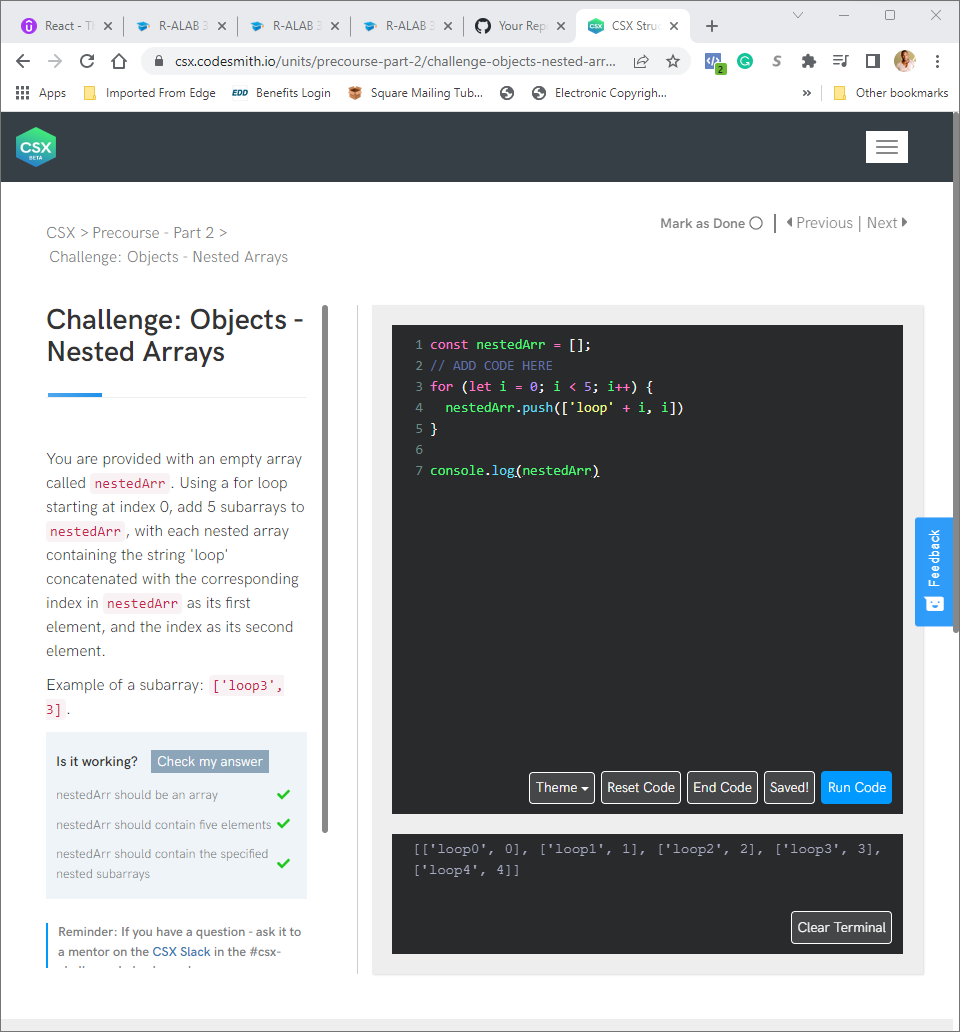 React - T
R-ALAB 3
R-ALAB 3
R-ALAB 3
Your Rep
CSX Stru
csx.codesmith.io/units/precourse-part-2/challenge-objects-nested-arr...
2
Apps
Imported From Edge
EDD Benefits Login
Square Mailing Tub...
Electronic Copyrigh...
»
Other bookmarks
CSX
BETA
Mark as Done
Previous | Next
CSX > Precourse - Part 2 >
Challenge: Objects - Nested Arrays
Challenge: Objects -
Nested Arrays
You are provided with an empty array
called nestedArr. Using a for loop
starting at index 0, add 5 subarrays to
nestedArr, with each nested array
containing the string 'loop'
concatenated with the corresponding
index in nestedArr as its first
element, and the index as its second
element.
Example of a subarray: ['loop3',
3].
Is it working? Check my answer
nestedArr should be an array
nestedArr should contain five elements
nestedArr should contain the specified
nested subarrays
Reminder: If you have a question - ask it to
a mentor on the CSX Slack in the #csx-
1 const nestedArr = [];
2 // ADD CODE HERE
3 for (let i = 0; i < 5; i++) {
4   nestedArr.push(['loop' + i, i])
5 }
6
7 console.log(nestedArr)
Theme
Reset Code
End Code
Saved!
Run Code
[['loop0', 0], ['loop1', 1], ['loop2', 2], ['loop3', 3],
['loop4', 4]]
Clear Terminal
Feedback